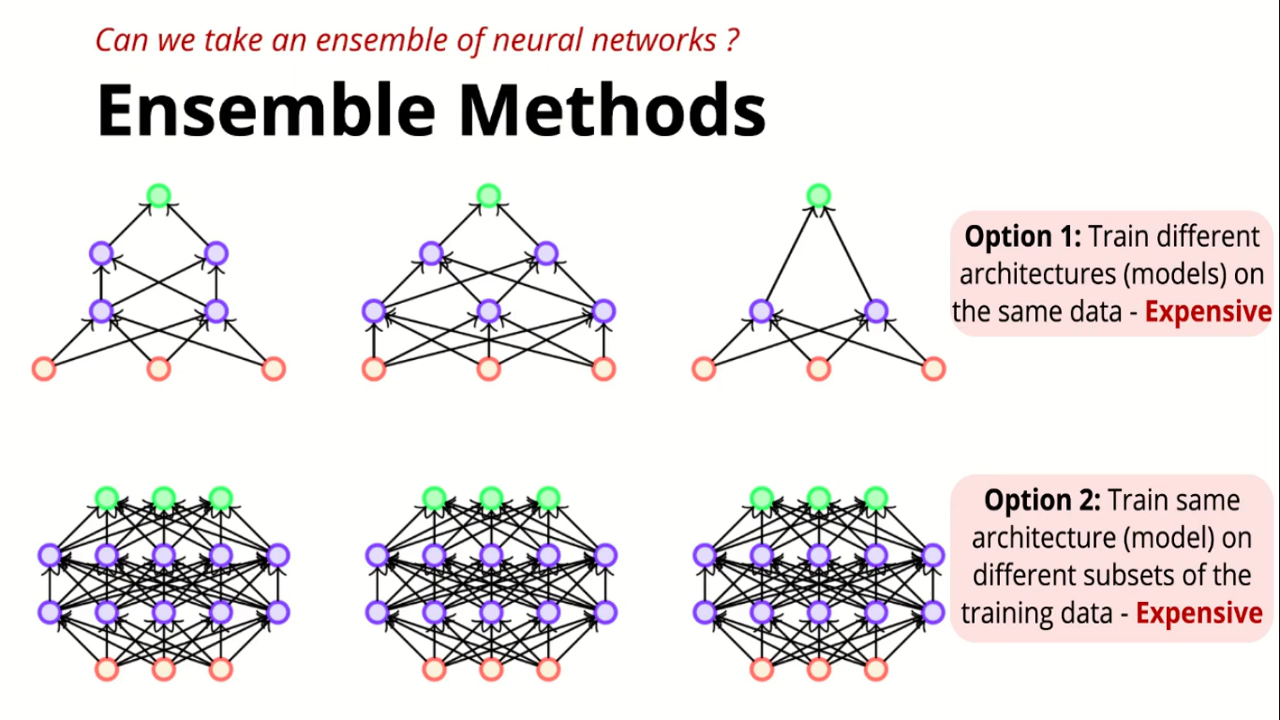 Can we take an ensemble of neural networks ?
Ensemble Methods
Option 1: Train different
architectures (models) on
the same data - Expensive
Option 2: Train same
architecture (model) on
different subsets of the
training data - Expensive